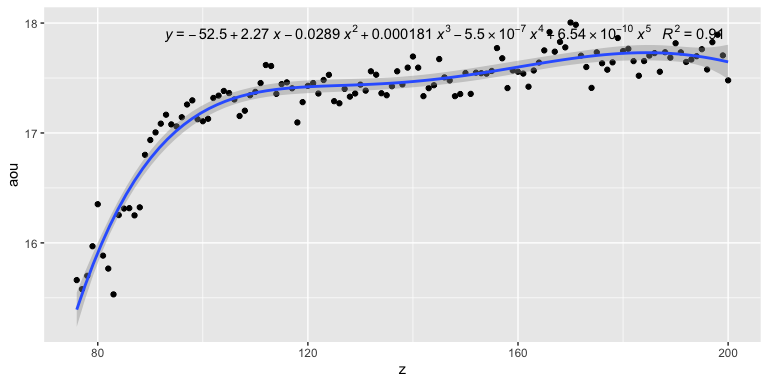 y = −52.5 + 2.27 x − 0.0289 x² + 0.000181 x³ − 5.5 × 10⁻⁷ x⁴ + 6.54 × 10⁻¹⁰ x⁵ R² = 0.91
18
17
16
aou
80 120 160 200
z